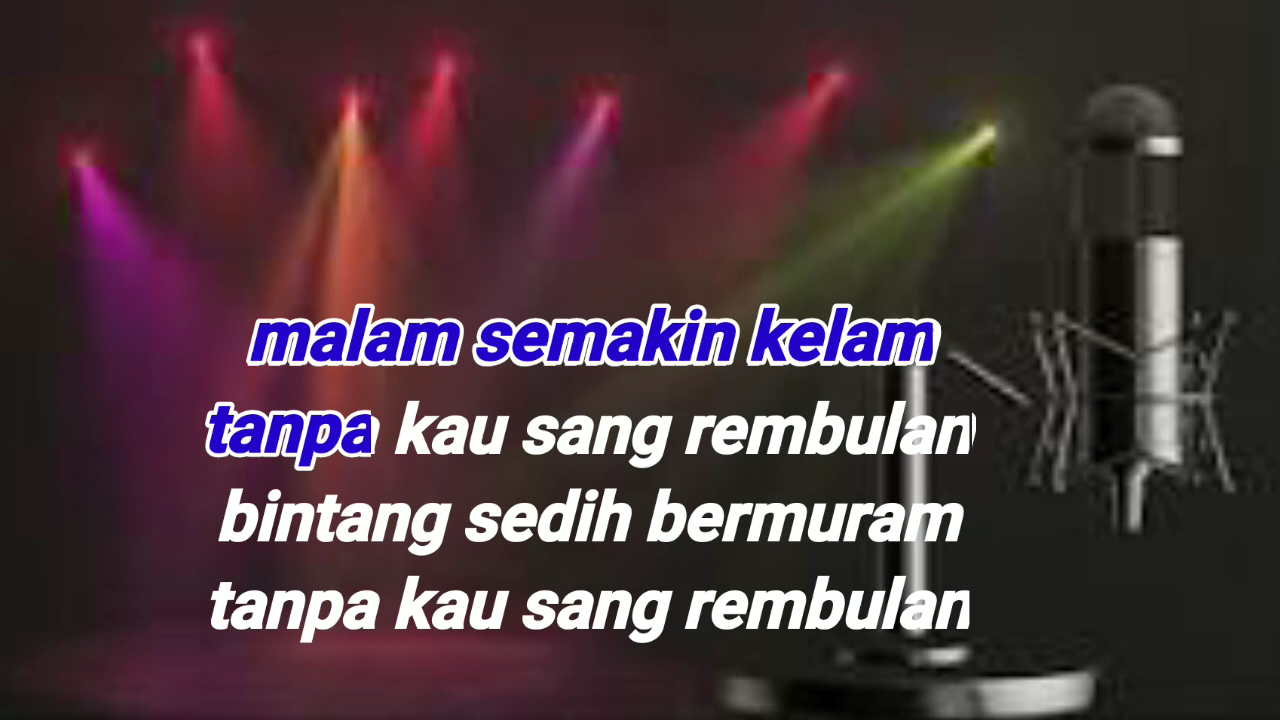 malam semakin kelam
tanpa kau sang rembulan
bintang sedih bermuram
tanpa kau sang rembulan